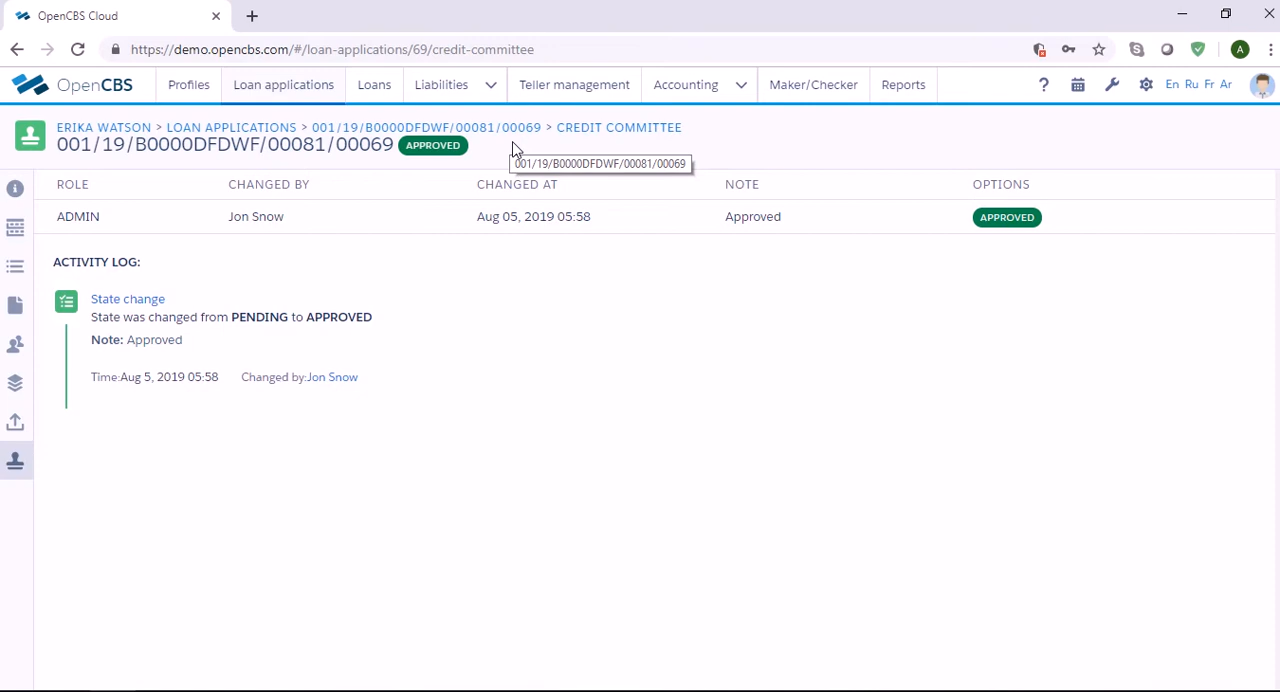 OpenCBS Cloud
https://demo.opencbs.com/#/loan-applications/69/credit-committee
A
OpenCBS
Profiles
Loan applications
Loans
Liabilities
Teller management
Accounting
Maker/Checker
Reports
?
En Ru Fr Ar
ERIKA WATSON > LOAN APPLICATIONS > 001/19/B0000DFDWF/00081/00069 > CREDIT COMMITTEE
001/19/B0000DFDWF/00081/00069 APPROVED
001/19/B0000DFDWF/00081/00069
ROLE CHANGED BY CHANGED AT NOTE OPTIONS
ADMIN Jon Snow Aug 05, 2019 05:58 Approved APPROVED
ACTIVITY LOG:
State change
State was changed from PENDING to APPROVED
Note: Approved
Time:Aug 5, 2019 05:58 Changed by:Jon Snow